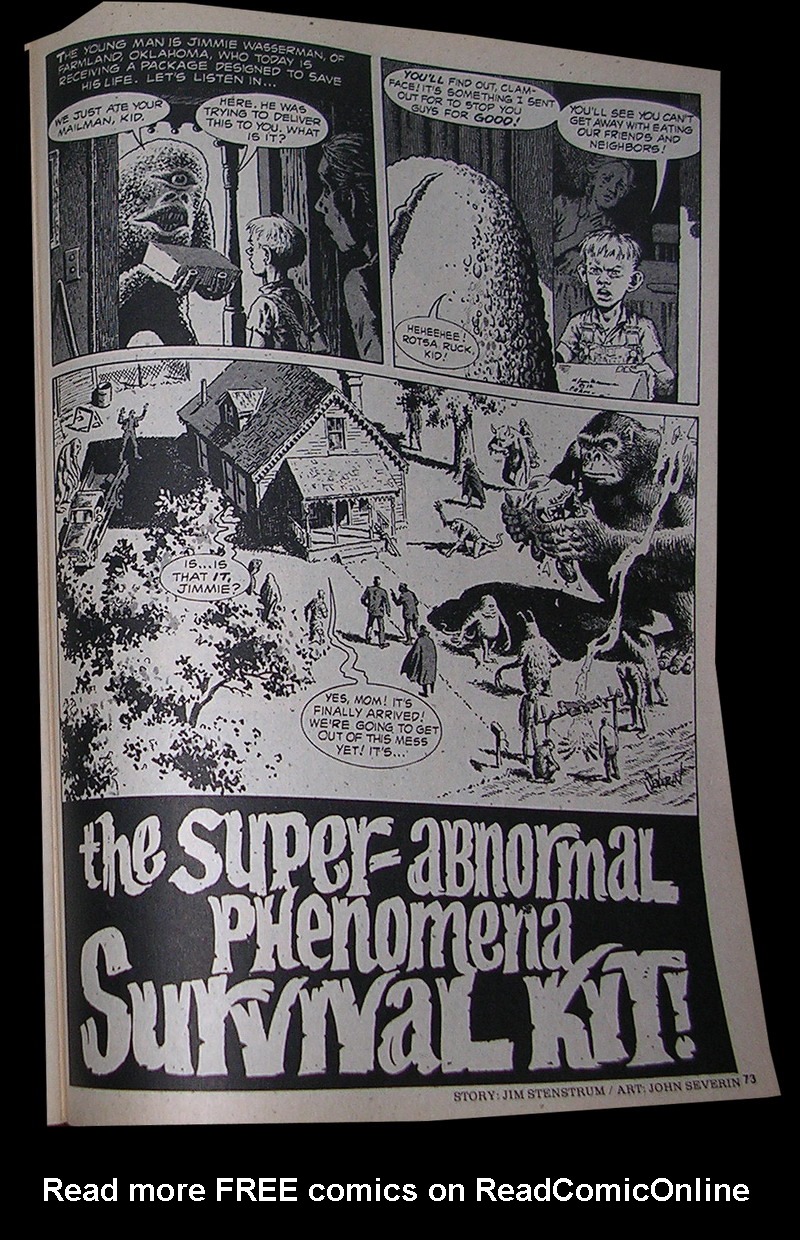 THE YOUNG MAN IS JIMMIE WASSERMAN, OF
FARMLAND, OKLAHOMA, WHO TODAY IS
RECEIVING A PACKAGE DESIGNED TO SAVE
HIS LIFE. LET'S LISTEN IN...
WE JUST ATE YOUR
MAILMAN, KID.
HERE. HE WAS
TRYING TO DELIVER
THIS TO YOU. WHAT
IS IT?
YOU'LL FIND OUT, CLAM-
FACE! IT'S SOMETHING I SENT
OUT FOR TO STOP YOU
GUYS FOR GOOD!
YOU'LL SEE YOU CAN'T
GET AWAY WITH EATING
OUR FRIENDS AND
NEIGHBORS!
HEHEEHEE!
ROTSA RUCK,
KID!
IS...IS
THAT IT,
JIMMIE?
YES, MOM! IT'S
FINALLY ARRIVED!
WE'RE GOING TO GET
OUT OF THIS MESS
YET! IT'S...
the SUPER-ABNORMAL
PHENOMENA
SURVIVAL KIT!
STORY: JIM STENSTRUM / ART: JOHN SEVERIN 73
Read more FREE comics on ReadComicOnline